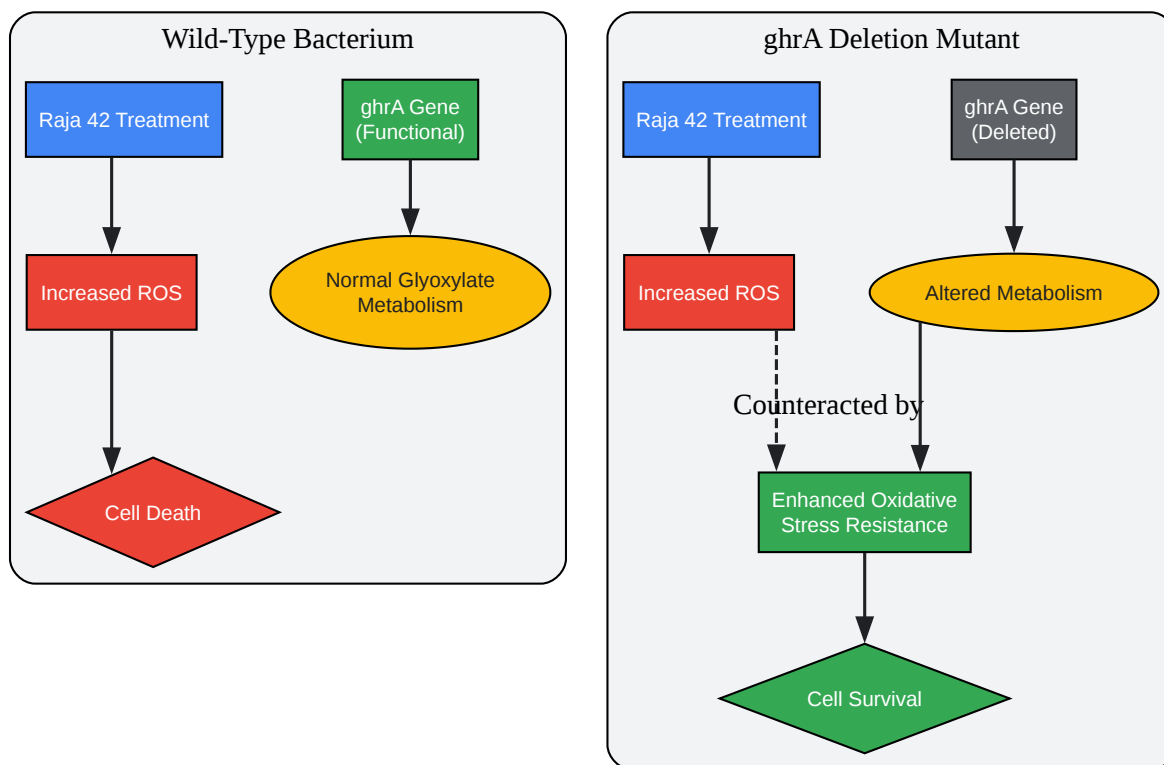 Wild-Type Bacterium
Raja 42 Treatment
ghrA Gene
(Functional)
Increased ROS
Normal Glyoxylate
Metabolism
Cell Death
ghrA Deletion Mutant
Raja 42 Treatment
ghrA Gene
(Deleted)
Increased ROS
Altered Metabolism
Counteracted by
Enhanced Oxidative
Stress Resistance
Cell Survival